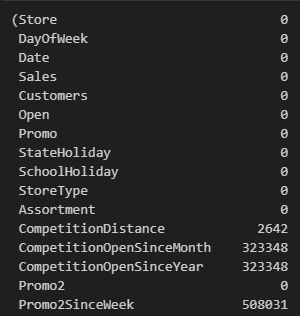 (Store 0
DayOfWeek 0
Date 0
Sales 0
Customers 0
Open 0
Promo 0
StateHoliday 0
SchoolHoliday 0
StoreType 0
Assortment 0
CompetitionDistance 2642
CompetitionOpenSinceMonth 323348
CompetitionOpenSinceYear 323348
Promo2 0
Promo2SinceWeek 508031